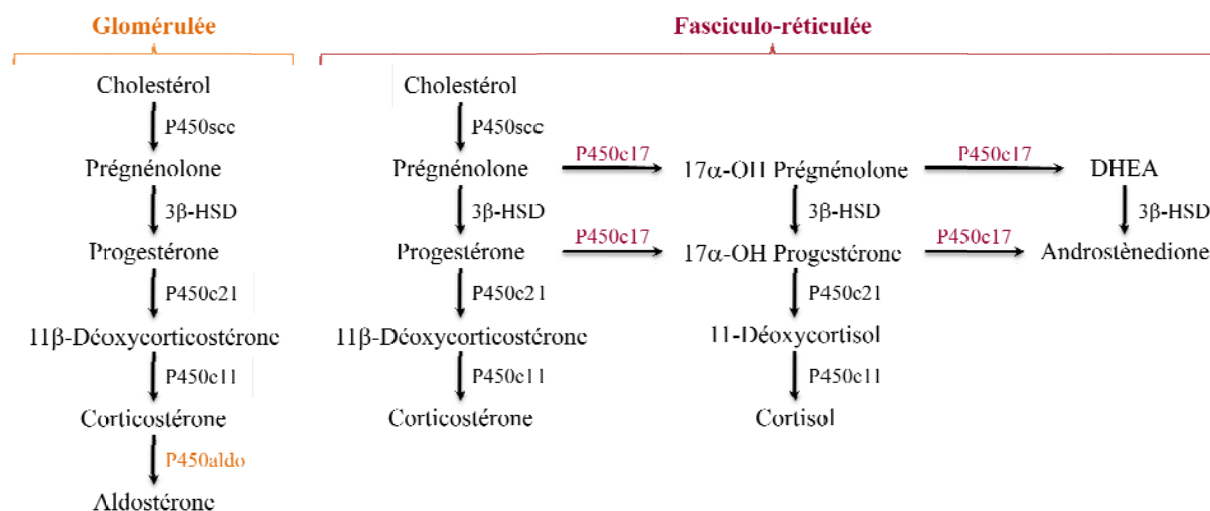 Glomérulée
Fasciculo-réticulée
Cholestérol
P450scc
Prégnénolone
3β-HSD
Progestérone
P450c21
11β-Déoxycorticostérone
P450c11
Corticostérone
P450aldo
Aldostérone
Cholestérol
P450scc
Prégnénolone P450c17 17α-OH Prégnénolone P450c17 DHEA
3β-HSD 3β-HSD 3β-HSD
Progestérone P450c17 17α-OH Progestérone P450c17 Androstènedione
P450c21 P450c21
11β-Déoxycorticostérone 11-Déoxycortisol
P450c11 P450c11
Corticostérone Cortisol